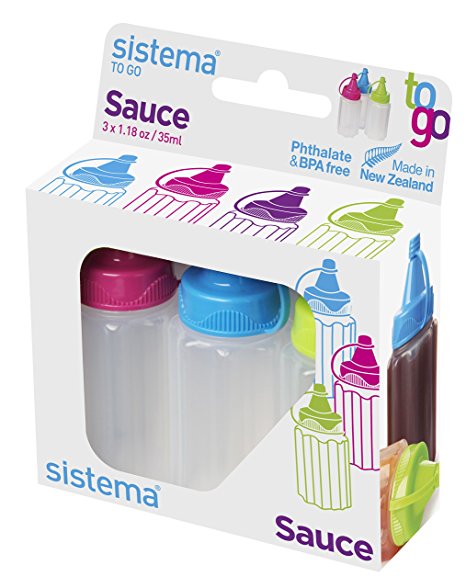 sistema®
TO GO
Sauce
3 x 1.18 oz / 35ml
to
go
Phthalate
& BPA free
Made in
New Zealand
sistema®
Sauce